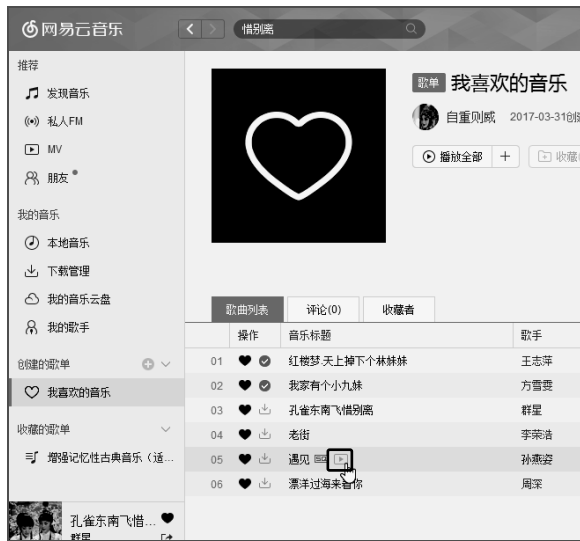 网易云音乐
惜别离
推荐
发现音乐
私人FM
MV
朋友
我的音乐
本地音乐
下载管理
我的音乐云盘
我的歌手
创建的歌单
我喜欢的音乐
收藏的歌单
增强记忆性古典音乐（适...
孔雀东南飞惜...
群星
歌单 我喜欢的音乐
自重则威 2017-03-31创
播放全部 + 收藏
歌曲列表 评论(0) 收藏者
操作 音乐标题 歌手
01 红楼梦.天上掉下个林妹妹 王志萍
02 我家有个小九妹 方雪雯
03 孔雀东南飞惜别离 群星
04 老街 李荣浩
05 遇见 孙燕姿
06 漂洋过海来看你 周深